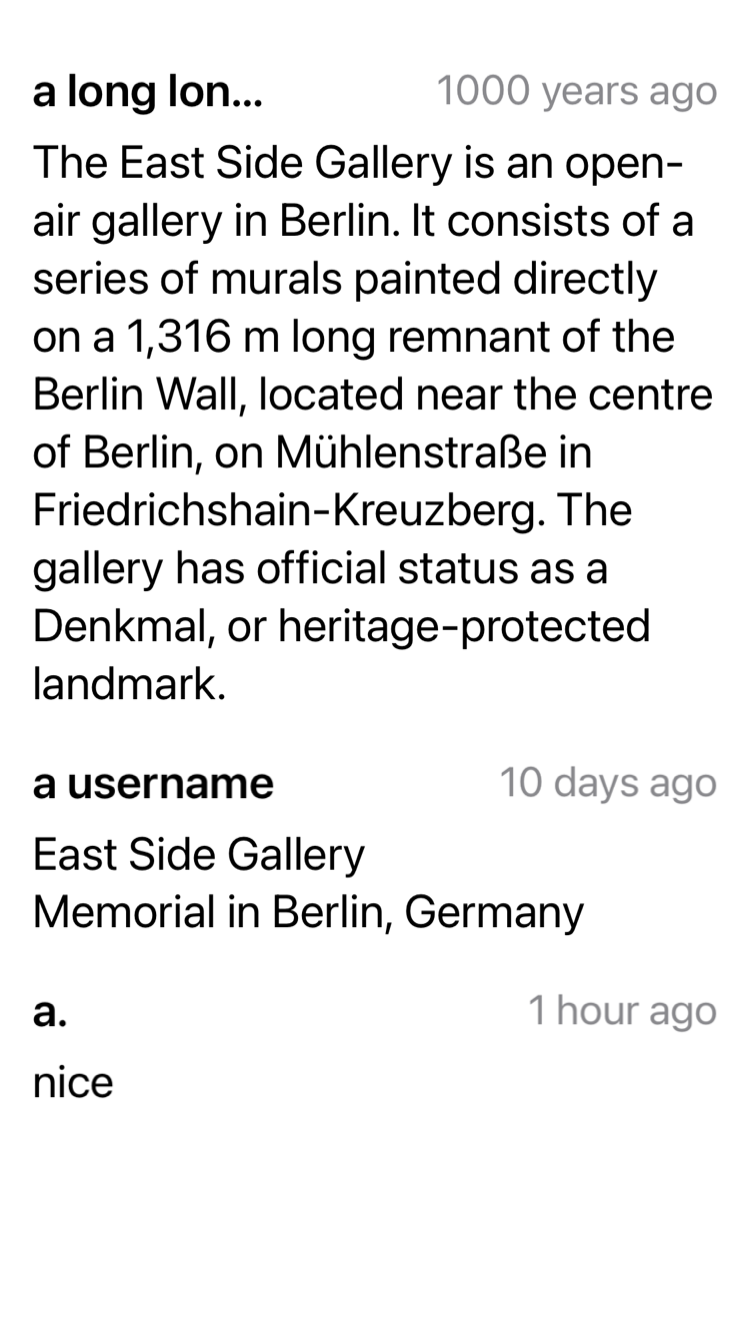 a long lon...
1000 years ago
The East Side Gallery is an open-
air gallery in Berlin. It consists of a
series of murals painted directly
on a 1,316 m long remnant of the
Berlin Wall, located near the centre
of Berlin, on Mühlenstraße in
Friedrichshain-Kreuzberg. The
gallery has official status as a
Denkmal, or heritage-protected
landmark.
a username
10 days ago
East Side Gallery
Memorial in Berlin, Germany
a.
1 hour ago
nice